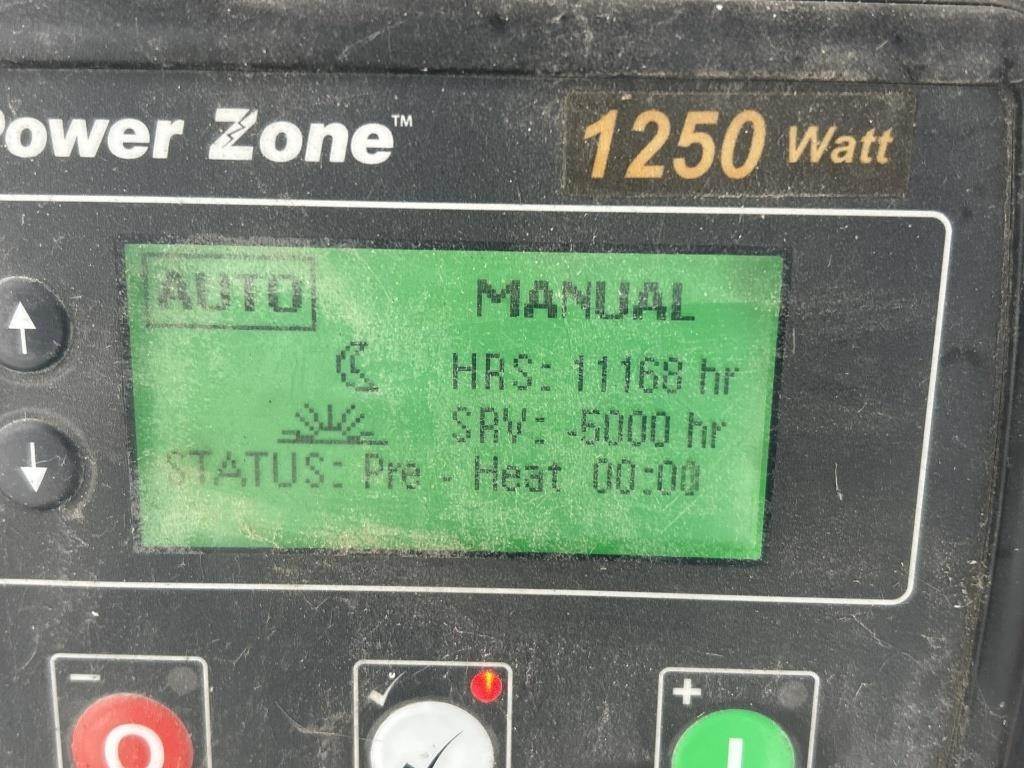 Power Zone™ 1250 Watt
AUTO MANUAL
HRS: 11168 hr
SRV: -5000 hr
STATUS: Pre - Heat 00:00
- +